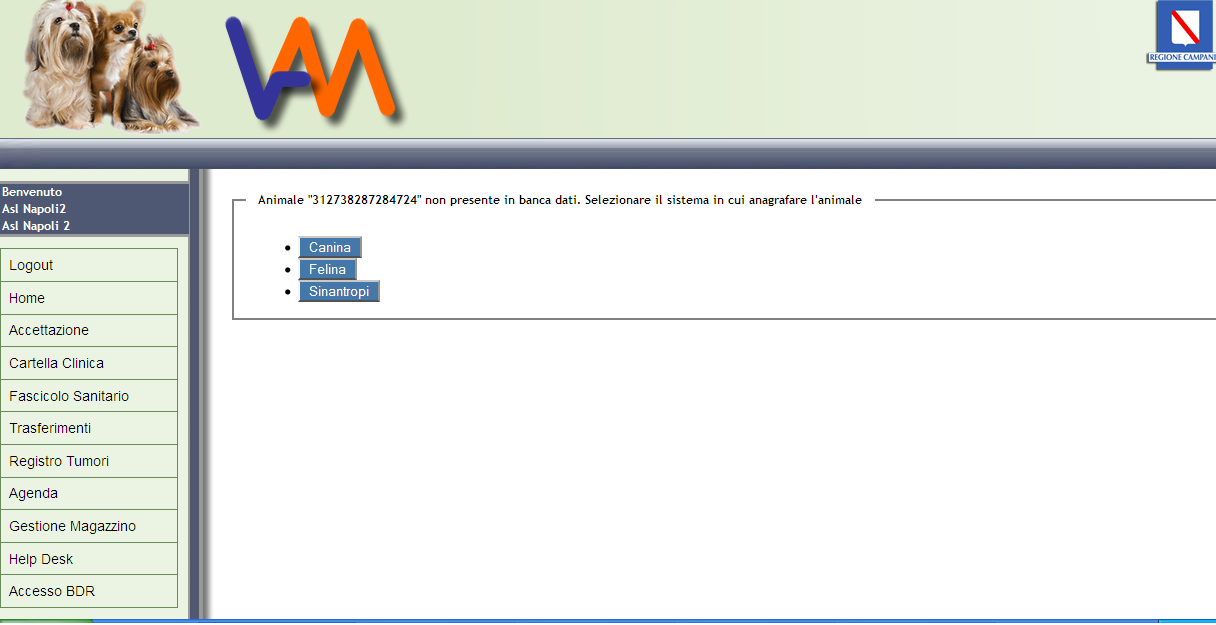 VAM
REGIONE CAMPANI
Benvenuto
Asl Napoli2
Asl Napoli 2
Logout
Home
Accettazione
Cartella Clinica
Fascicolo Sanitario
Trasferimenti
Registro Tumori
Agenda
Gestione Magazzino
Help Desk
Accesso BDR
Animale "312738287284724" non presente in banca dati. Selezionare il sistema in cui anagrafare l'animale
Canina
Felina
Sinantropi